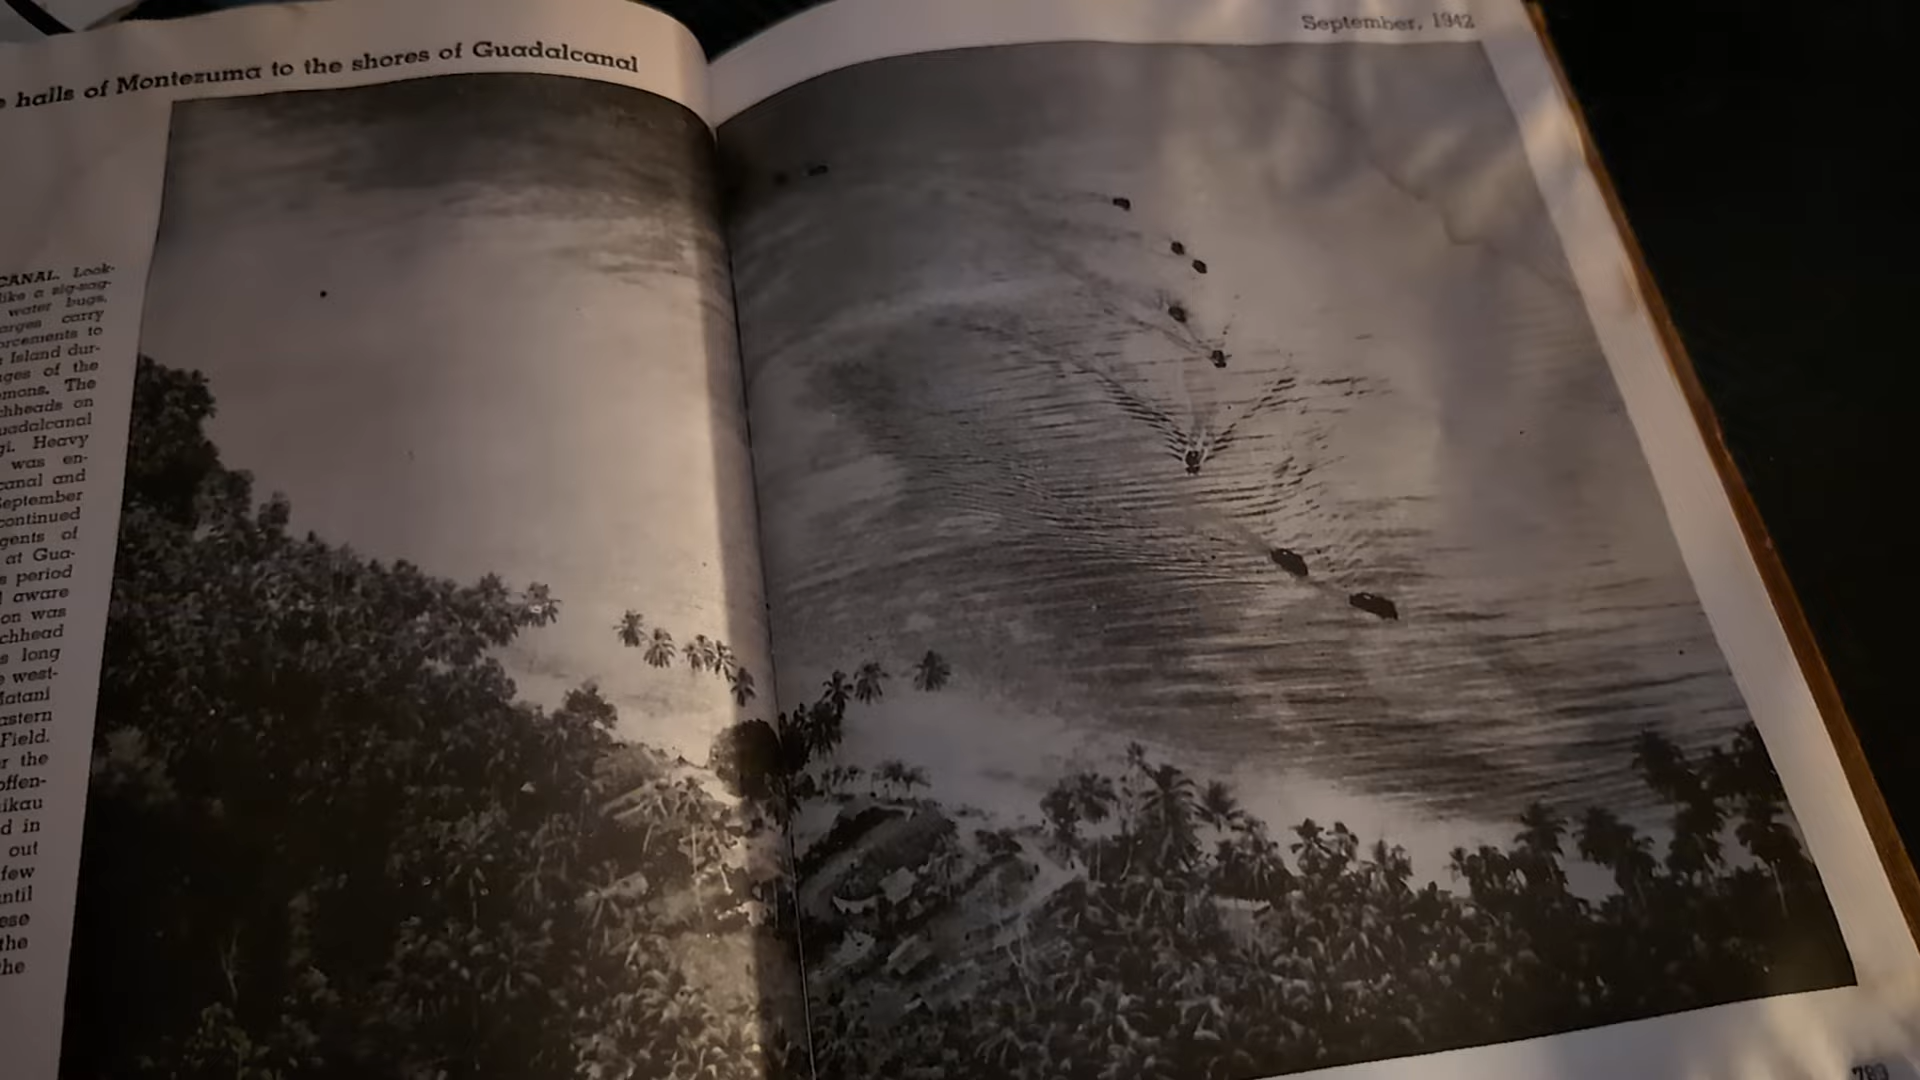 halls of Montezuma to the shores of Guadalcanal
September, 1942
CANAL. Look-
like a zig-zag-
water bugs,
arges carry
orcements to
Island dur-
ges of the
mons. The
chheads on
uadalcanal
gi. Heavy
was en-
canal and
September
continued
gents of
at Gua-
s period
aware
on was
chhead
s long
west-
Matani
astern
Field.
r the
offen-
ikau
d in
out
few
ntil
ese
the
he
789